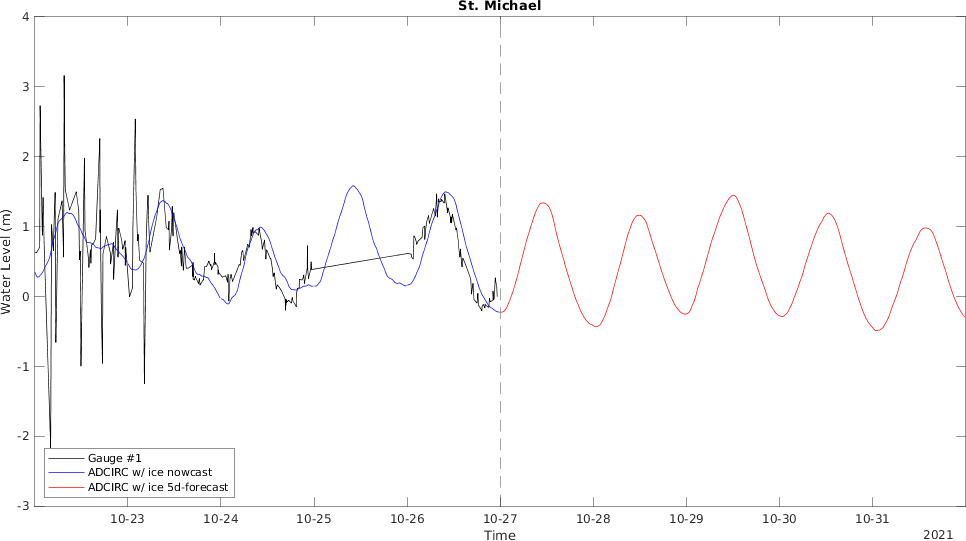 St. Michael
Water Level (m)
4
3
2
1
0
-1
-2
-3
Gauge #1
ADCIRC w/ ice nowcast
ADCIRC w/ ice 5d-forecast
10-23 10-24 10-25 10-26 10-27 10-28 10-29 10-30 10-31
Time
2021